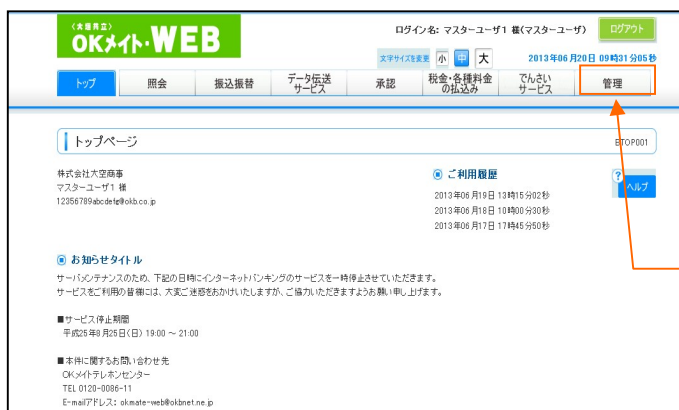 〈大垣共立〉
OKメイト・WEB
ログイン名: マスターユーザ1 様(マスターユーザ)
ログアウト
文字サイズを変更 小 中 大
2013年06月20日 09時31分05秒
トップ
照会
振込振替
データ伝送サービス
承認
税金・各種料金の払込み
でんさいサービス
管理
トップページ
BTOP001
株式会社大空商事
マスターユーザ1 様
12356789abcdefg@okb.co.jp
ご利用履歴
2013年06月19日 13時15分02秒
2013年06月18日 10時00分30秒
2013年06月17日 17時45分50秒
?
ヘルプ
お知らせタイトル
サーバメンテナンスのため、下記の日時にインターネットバンキングのサービスを一時停止させていただきます。
サービスをご利用の皆様には、大変ご迷惑をおかけいたしますが、ご協力いただきますようお願い申し上げます。
■サービス停止期間
平成25年8月25日(日) 19:00 ～ 21:00
■本件に関するお問い合わせ先
OKメイトテレホンセンター
TEL 0120-0086-11
E-mailアドレス: okmate-web@okbnet.ne.jp